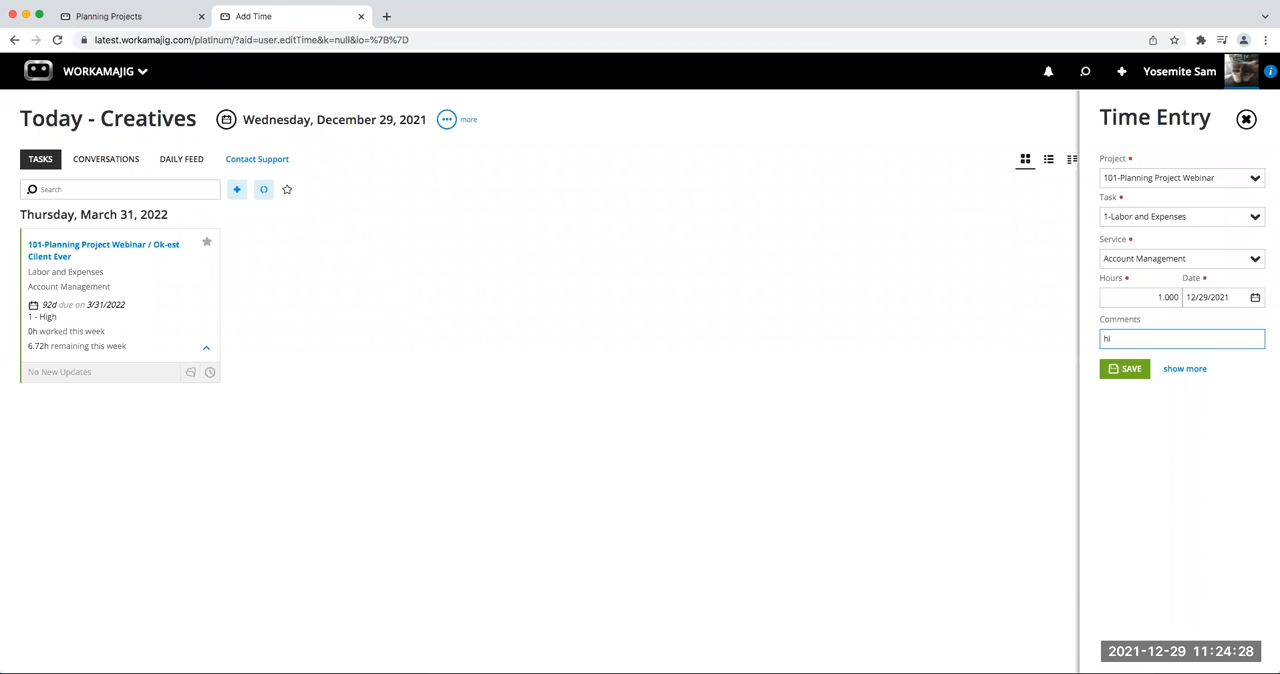 Planning Projects
Add Time
latest.workamajig.com/platinum/?aid=user.editTime&k=null&io=%7B%7D
WORKAMAJIG
Yosemite Sam
Today - Creatives
Wednesday, December 29, 2021
more
TASKS CONVERSATIONS DAILY FEED Contact Support
Search
Thursday, March 31, 2022
101-Planning Project Webinar / Ok-est
Client Ever
Labor and Expenses
Account Management
92d due on 3/31/2022
1 - High
0h worked this week
6.72h remaining this week
No New Updates
Time Entry
Project
101-Planning Project Webinar
Task
1-Labor and Expenses
Service
Account Management
Hours Date
1.000 12/29/2021
Comments
hi
SAVE show more
2021-12-29 11:24:28